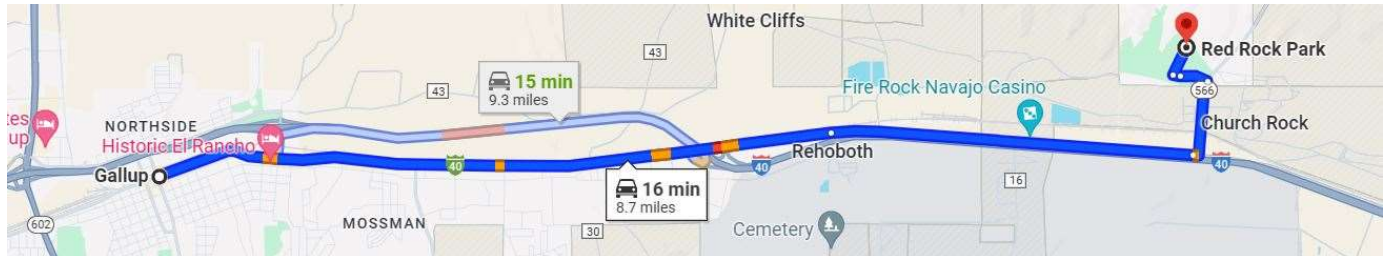 White Cliffs
43
15 min
9.3 miles
43
Red Rock Park
Fire Rock Navajo Casino
566
tes
up
NORTHSIDE
Historic El Rancho
Church Rock
Rehoboth
40
40
40
Gallup
16 min
8.7 miles
16
602
MOSSMAN
30
Cemetery